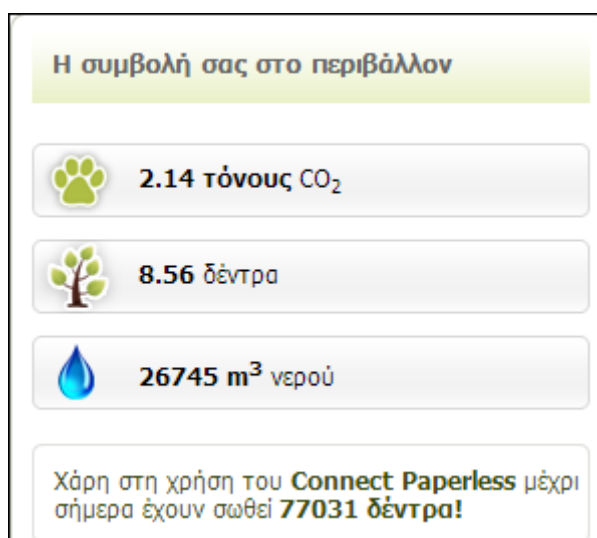 Η συμβολή σας στο περιβάλλον
2.14 τόνους CO₂
8.56 δέντρα
26745 m³ νερού
Χάρη στη χρήση του Connect Paperless μέχρι
σήμερα έχουν σωθεί 77031 δέντρα!